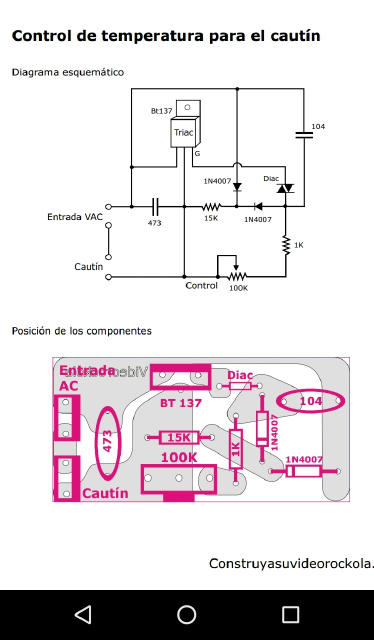 Control de temperatura para el cautín
Diagrama esquemático
Bt137
Triac
G
104
1N4007
Diac
Entrada VAC
473
15K
1N4007
1K
Cautín
Control
100K
Posición de los componentes
Entrada
AC
Diac
BT 137
104
473
15K
1K
1N4007
100K
1N4007
Cautín
Construyasuvideorockola.